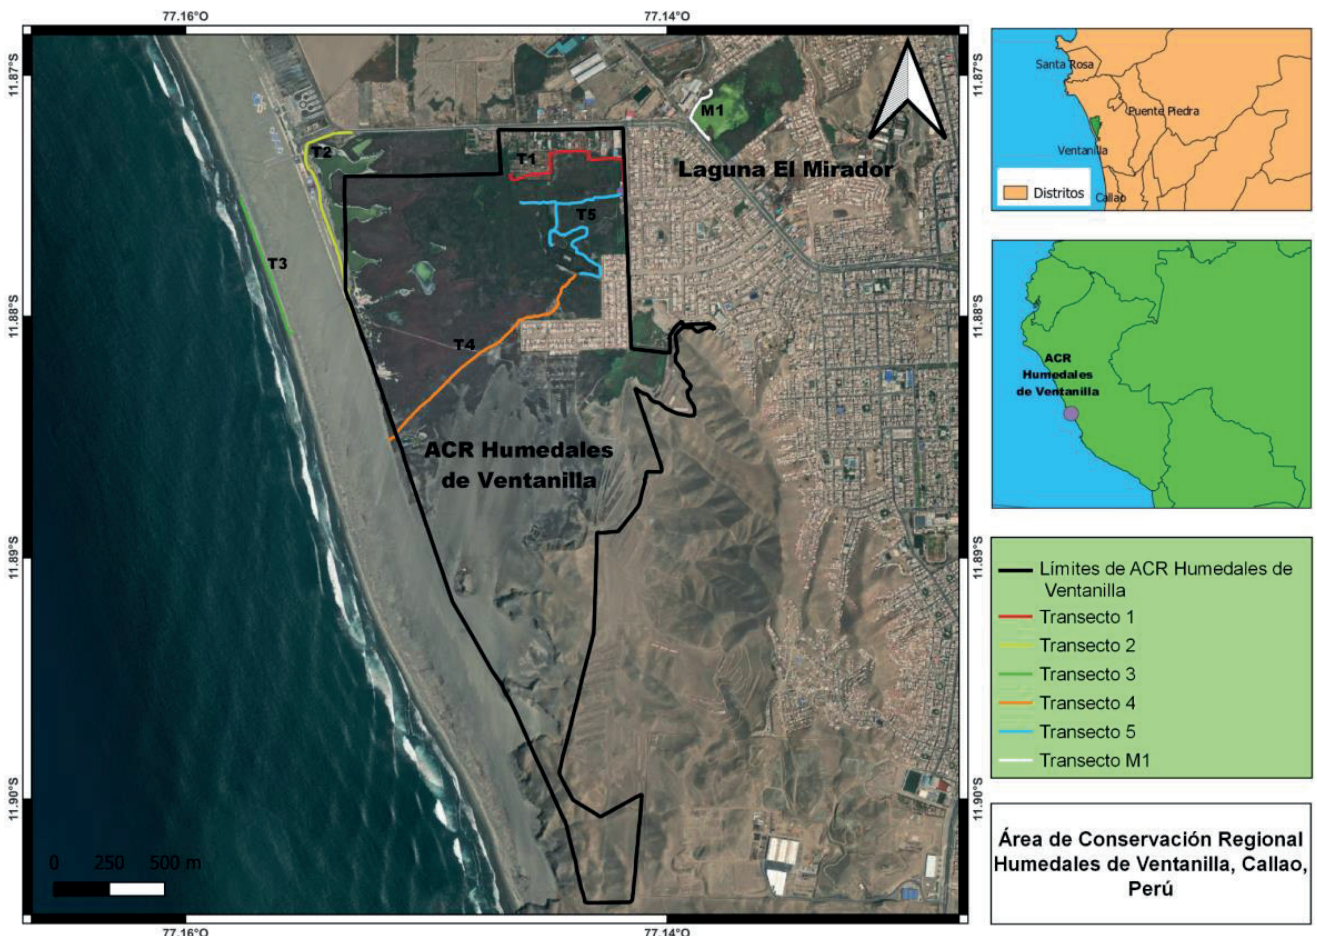 77.16°O
77.14°O
11.87°S
11.88°S
11.89°S
11.90°S
M1
T1
T2
Laguna El Mirador
T5
T3
T4
ACR Humedales
de Ventanilla
0 250 500 m
77.16°O
77.14°O
11.87°S
11.88°S
11.89°S
11.90°S
Santa Rosa
Puente Piedra
Ventanilla
Distritos
Callao
ACR
Humedales
de Ventanilla
Límites de ACR Humedales de
Ventanilla
Transecto 1
Transecto 2
Transecto 3
Transecto 4
Transecto 5
Transecto M1
Área de Conservación Regional
Humedales de Ventanilla, Callao,
Perú